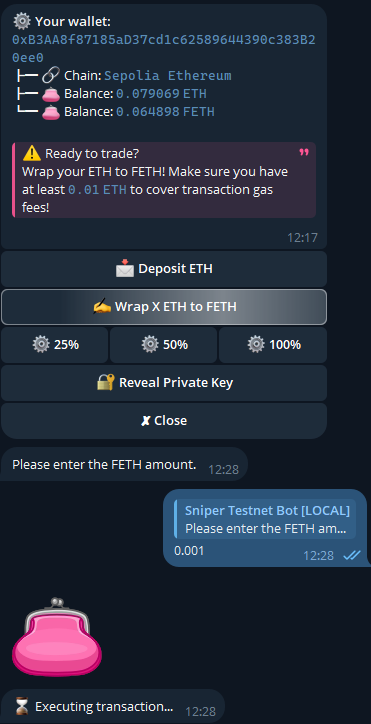 ⚙️ Your wallet:
0xB3AA8f87185aD37cd1c62589644390c383B2
0ee0
├─🔗 Chain: Sepolia Ethereum
├─👛 Balance: 0.079069 ETH
└─👛 Balance: 0.064898 FETH
⚠️ Ready to trade?
Wrap your ETH to FETH! Make sure you have
at least 0.01 ETH to cover transaction gas
fees!
12:17
📩 Deposit ETH
✍️ Wrap X ETH to FETH
⚙️ 25% ⚙️ 50% ⚙️ 100%
🔐 Reveal Private Key
✘ Close
Please enter the FETH amount. 12:28
Sniper Testnet Bot [LOCAL]
Please enter the FETH am...
0.001 12:28
⏳ Executing transaction... 12:28